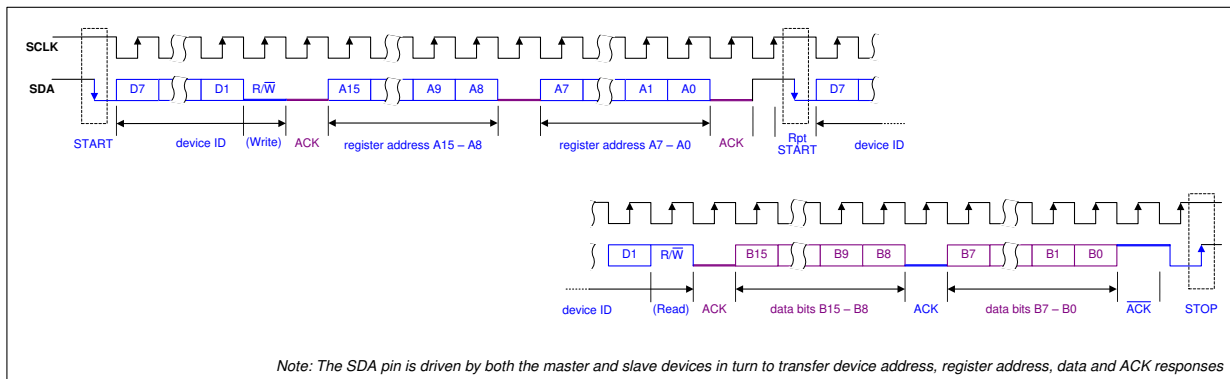 SCLK
SDA
D7 D1 R/W̅ A15 A9 A8 A7 A1 A0 D7
START device ID (Write) ACK register address A15 – A8 register address A7 – A0 ACK Rpt START device ID
D1 R/W̅ B15 B9 B8 B7 B1 B0
device ID (Read) ACK data bits B15 – B8 ACK data bits B7 – B0 A̅C̅K̅ STOP
Note: The SDA pin is driven by both the master and slave devices in turn to transfer device address, register address, data and ACK responses